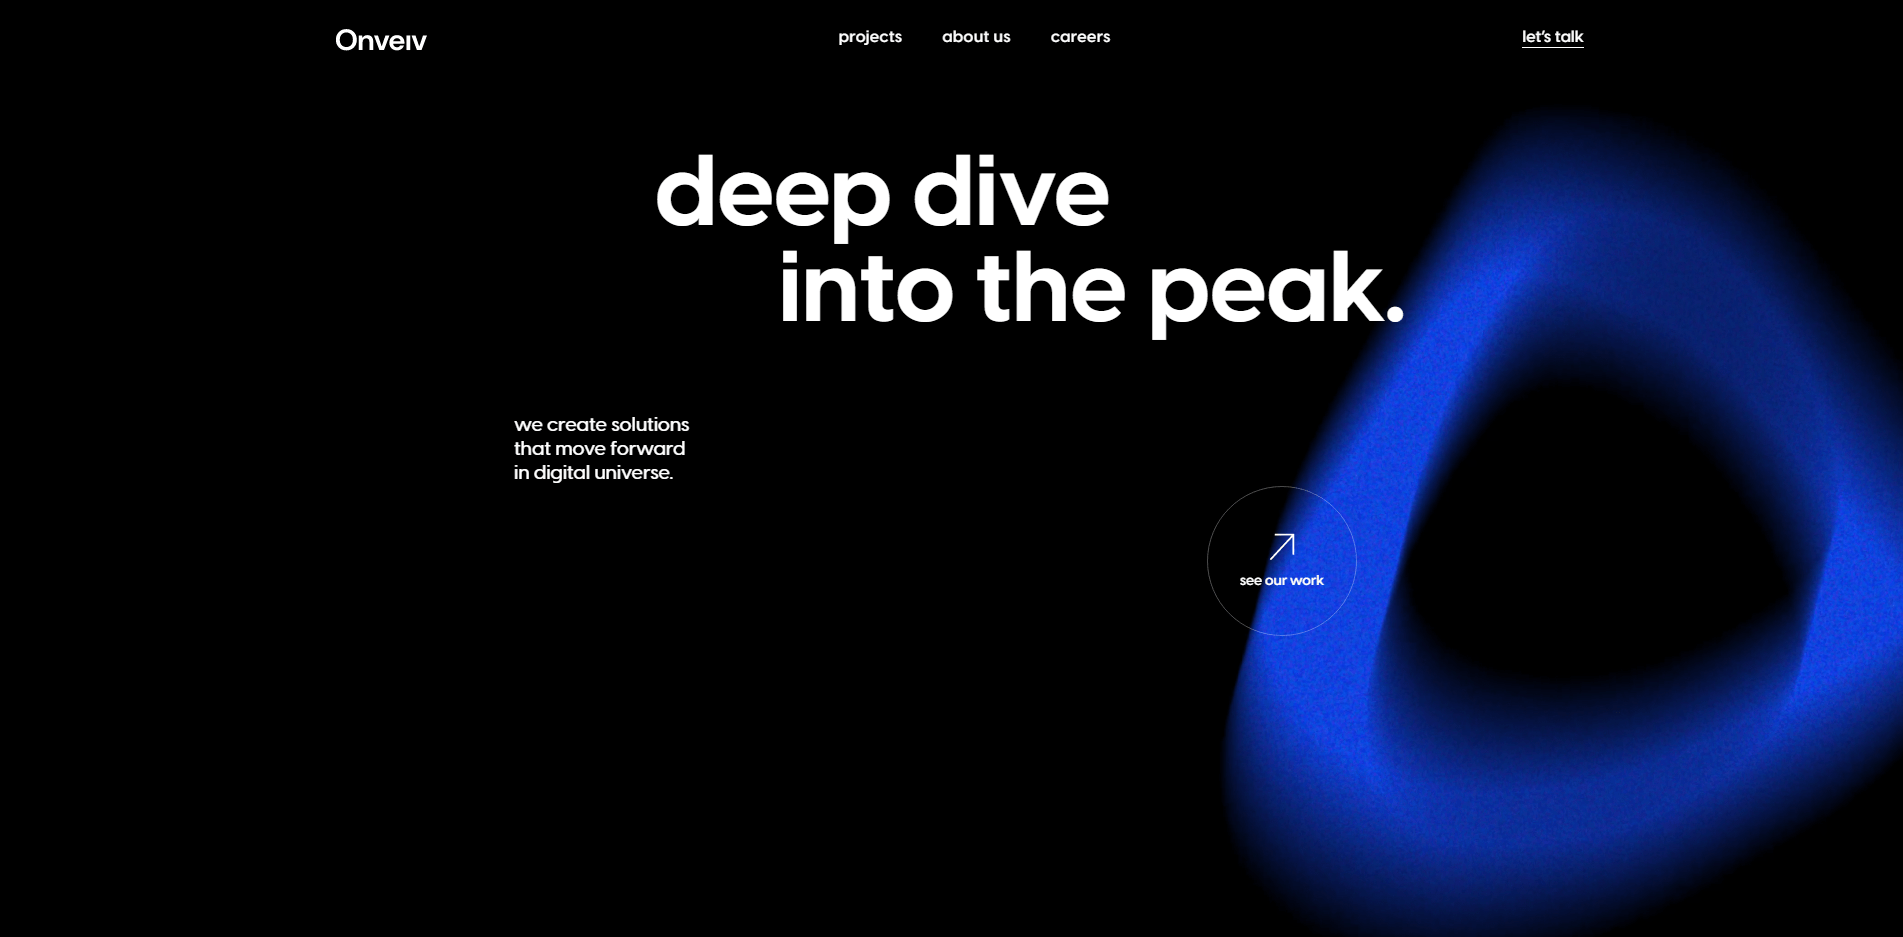 Onveıv
projects
about us
careers
let's talk
deep dive
into the peak.
we create solutions
that move forward
in digital universe.
see our work